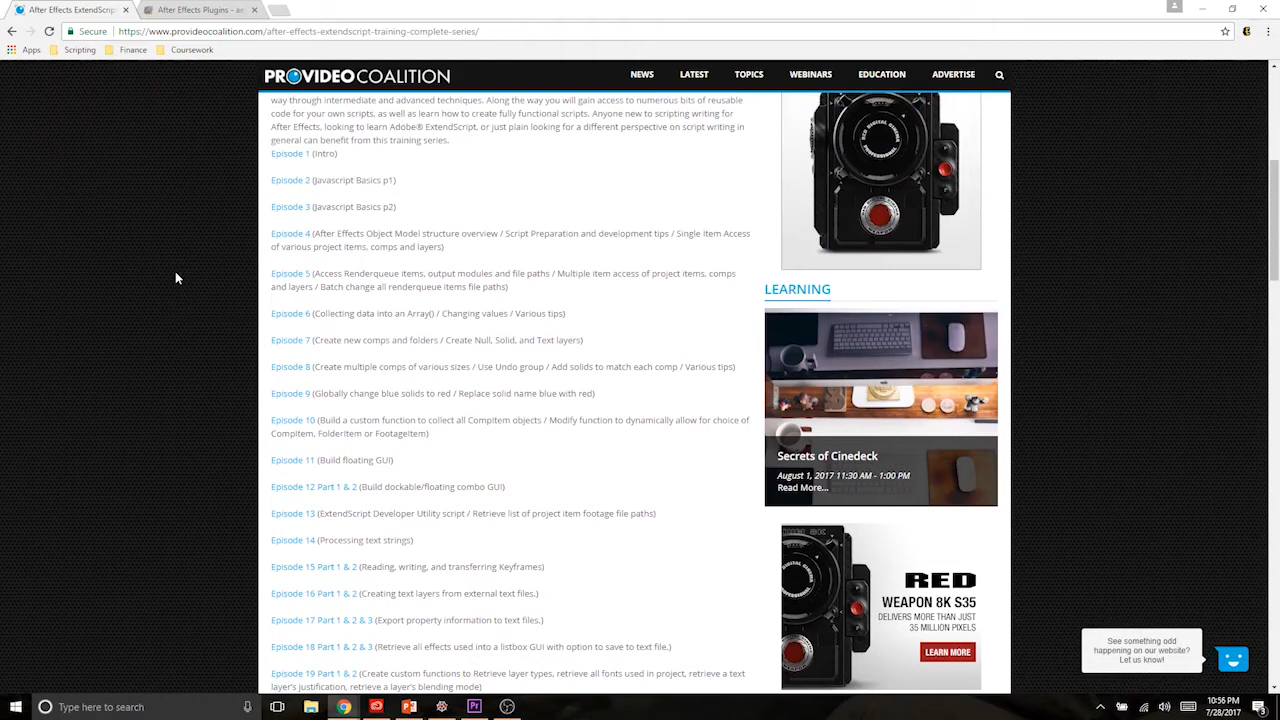 After Effects ExtendScrip
After Effects Plugins - ae
Secure
https://www.provideocoalition.com/after-effects-extendscript-training-complete-series/
Apps
Scripting
Finance
Coursework
PROVIDEO COALITION
NEWS
LATEST
TOPICS
WEBINARS
EDUCATION
ADVERTISE
way through intermediate and advanced techniques. Along the way you will gain access to numerous bits of reusable
code for your own scripts, as well as learn how to create fully functional scripts. Anyone new to scripting writing for
After Effects, looking to learn Adobe® ExtendScript, or just plain looking for a different perspective on script writing in
general can benefit from this training series.
Episode 1 (Intro)
Episode 2 (Javascript Basics p1)
Episode 3 (Javascript Basics p2)
Episode 4 (After Effects Object Model structure overview / Script Preparation and development tips / Single Item Access
of various project items, comps and layers)
Episode 5 (Access Renderqueue items, output modules and file paths / Multiple item access of project items, comps
and layers / Batch change all renderqueue items file paths)
Episode 6 (Collecting data into an Array() / Changing values / Various tips)
Episode 7 (Create new comps and folders / Create Null, Solid, and Text layers)
Episode 8 (Create multiple comps of various sizes / Use Undo group / Add solids to match each comp / Various tips)
Episode 9 (Globally change blue solids to red / Replace solid name blue with red)
Episode 10 (Build a custom function to collect all CompItem objects / Modify function to dynamically allow for choice of
CompItem, FolderItem or FootageItem)
Episode 11 (Build floating GUI)
Episode 12 Part 1 & 2 (Build dockable/floating combo GUI)
Episode 13 (ExtendScript Developer Utility script / Retrieve list of project item footage file paths)
Episode 14 (Processing text strings)
Episode 15 Part 1 & 2 (Reading, writing, and transferring Keyframes)
Episode 16 Part 1 & 2 (Creating text layers from external text files.)
Episode 17 Part 1 & 2 & 3 (Export property information to text files.)
Episode 18 Part 1 & 2 & 3 (Retrieve all effects used into a listbox GUI with option to save to text file.)
Episode 19 Part 1 & 2 (Create custom functions to Retrieve layer types, retrieve all fonts used in project, retrieve a text
layer's justification, retrieve a layer's blending mode)
LEARNING
Secrets of Cinedeck
August 1, 2017 11:30 AM - 1:00 PM
Read More...
RED
WEAPON 8K S35
DELIVERS MORE THAN JUST
35 MILLION PIXELS
LEARN MORE
See something odd
happening on our website?
Let us know!
Type here to search
10:56 PM
7/28/2017